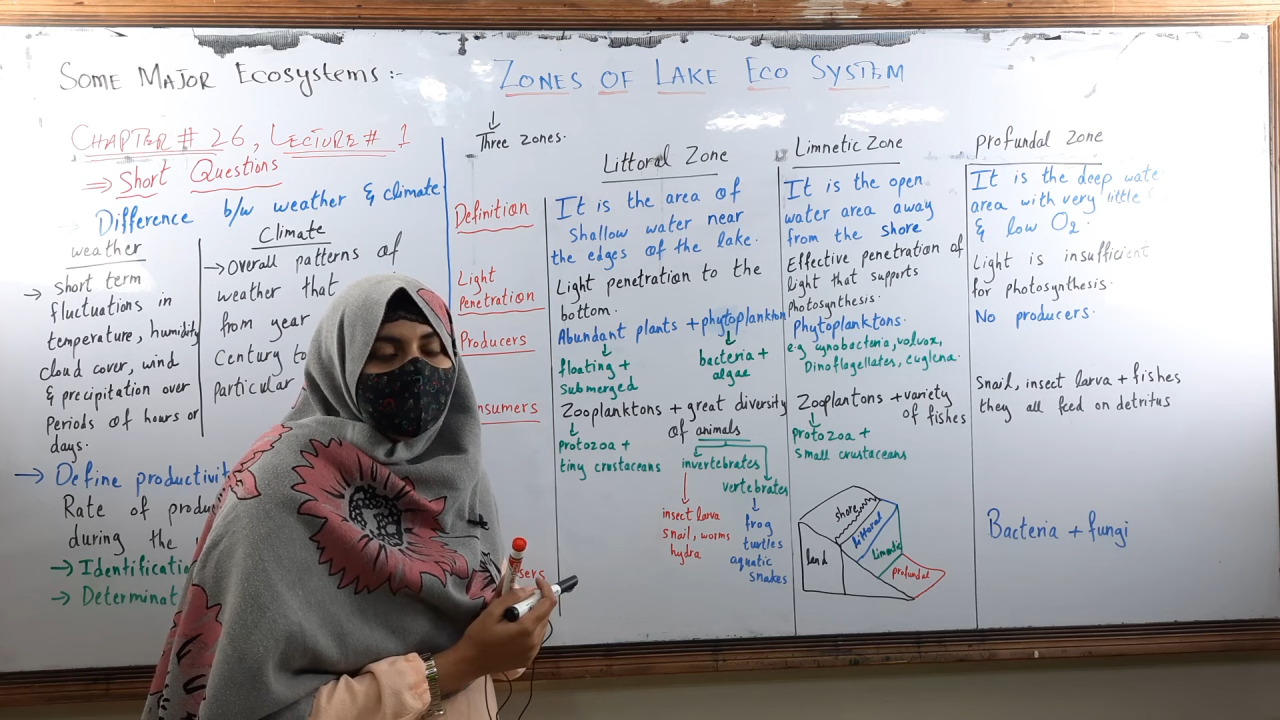 SOME MAJOR ECOSYSTEMS :-
CHAPTER # 26, LECTURE # 1
⇒ Short Questions
Difference b/w weather & climate
weather
→ short term
fluctuations in
temperature, humidity
cloud cover, wind
& precipitation over
Periods of hours or
days.
Climate
→ Overall patterns of
weather that
from year
Century to
particular
→ Define
Rate of
during the
→
→
ZONES OF LAKE ECO SYSTEM
↓
Three zones.
Definition
Light
Penetration
Producers
Littoral Zone
It is the area of
Shallow water near
the edges of the lake.
Light penetration to the
bottom.
Abundant plants + phytoplankton
↓
floating +
Submerged
↓
bacteria +
algae
Zooplanktons + great diversity
of animals
↓
protozoa +
tiny crustaceans
invertebrates
vertebrates
↓
insect larva
snail, worms
hydra
↓
frog
turtles
aquatic
snakes
Limnetic Zone
It is the open
water area away
from the shore
Effective penetration of
light that supports
photosynthesis.
Phytoplanktons.
e.g cynobacteria, volvox,
Dinoflagellates, euglena.
Zooplantons + variety
of fishes
↓
protozoa +
small crustaceans
shore
littoral
Limnetic
profundal
land
Profundal Zone
It is the deep
area with very little
& low O2.
Light is insufficient
for photosynthesis.
No producers.
Snail, insect larva + fishes
they all feed on detritus
Bacteria + fungi